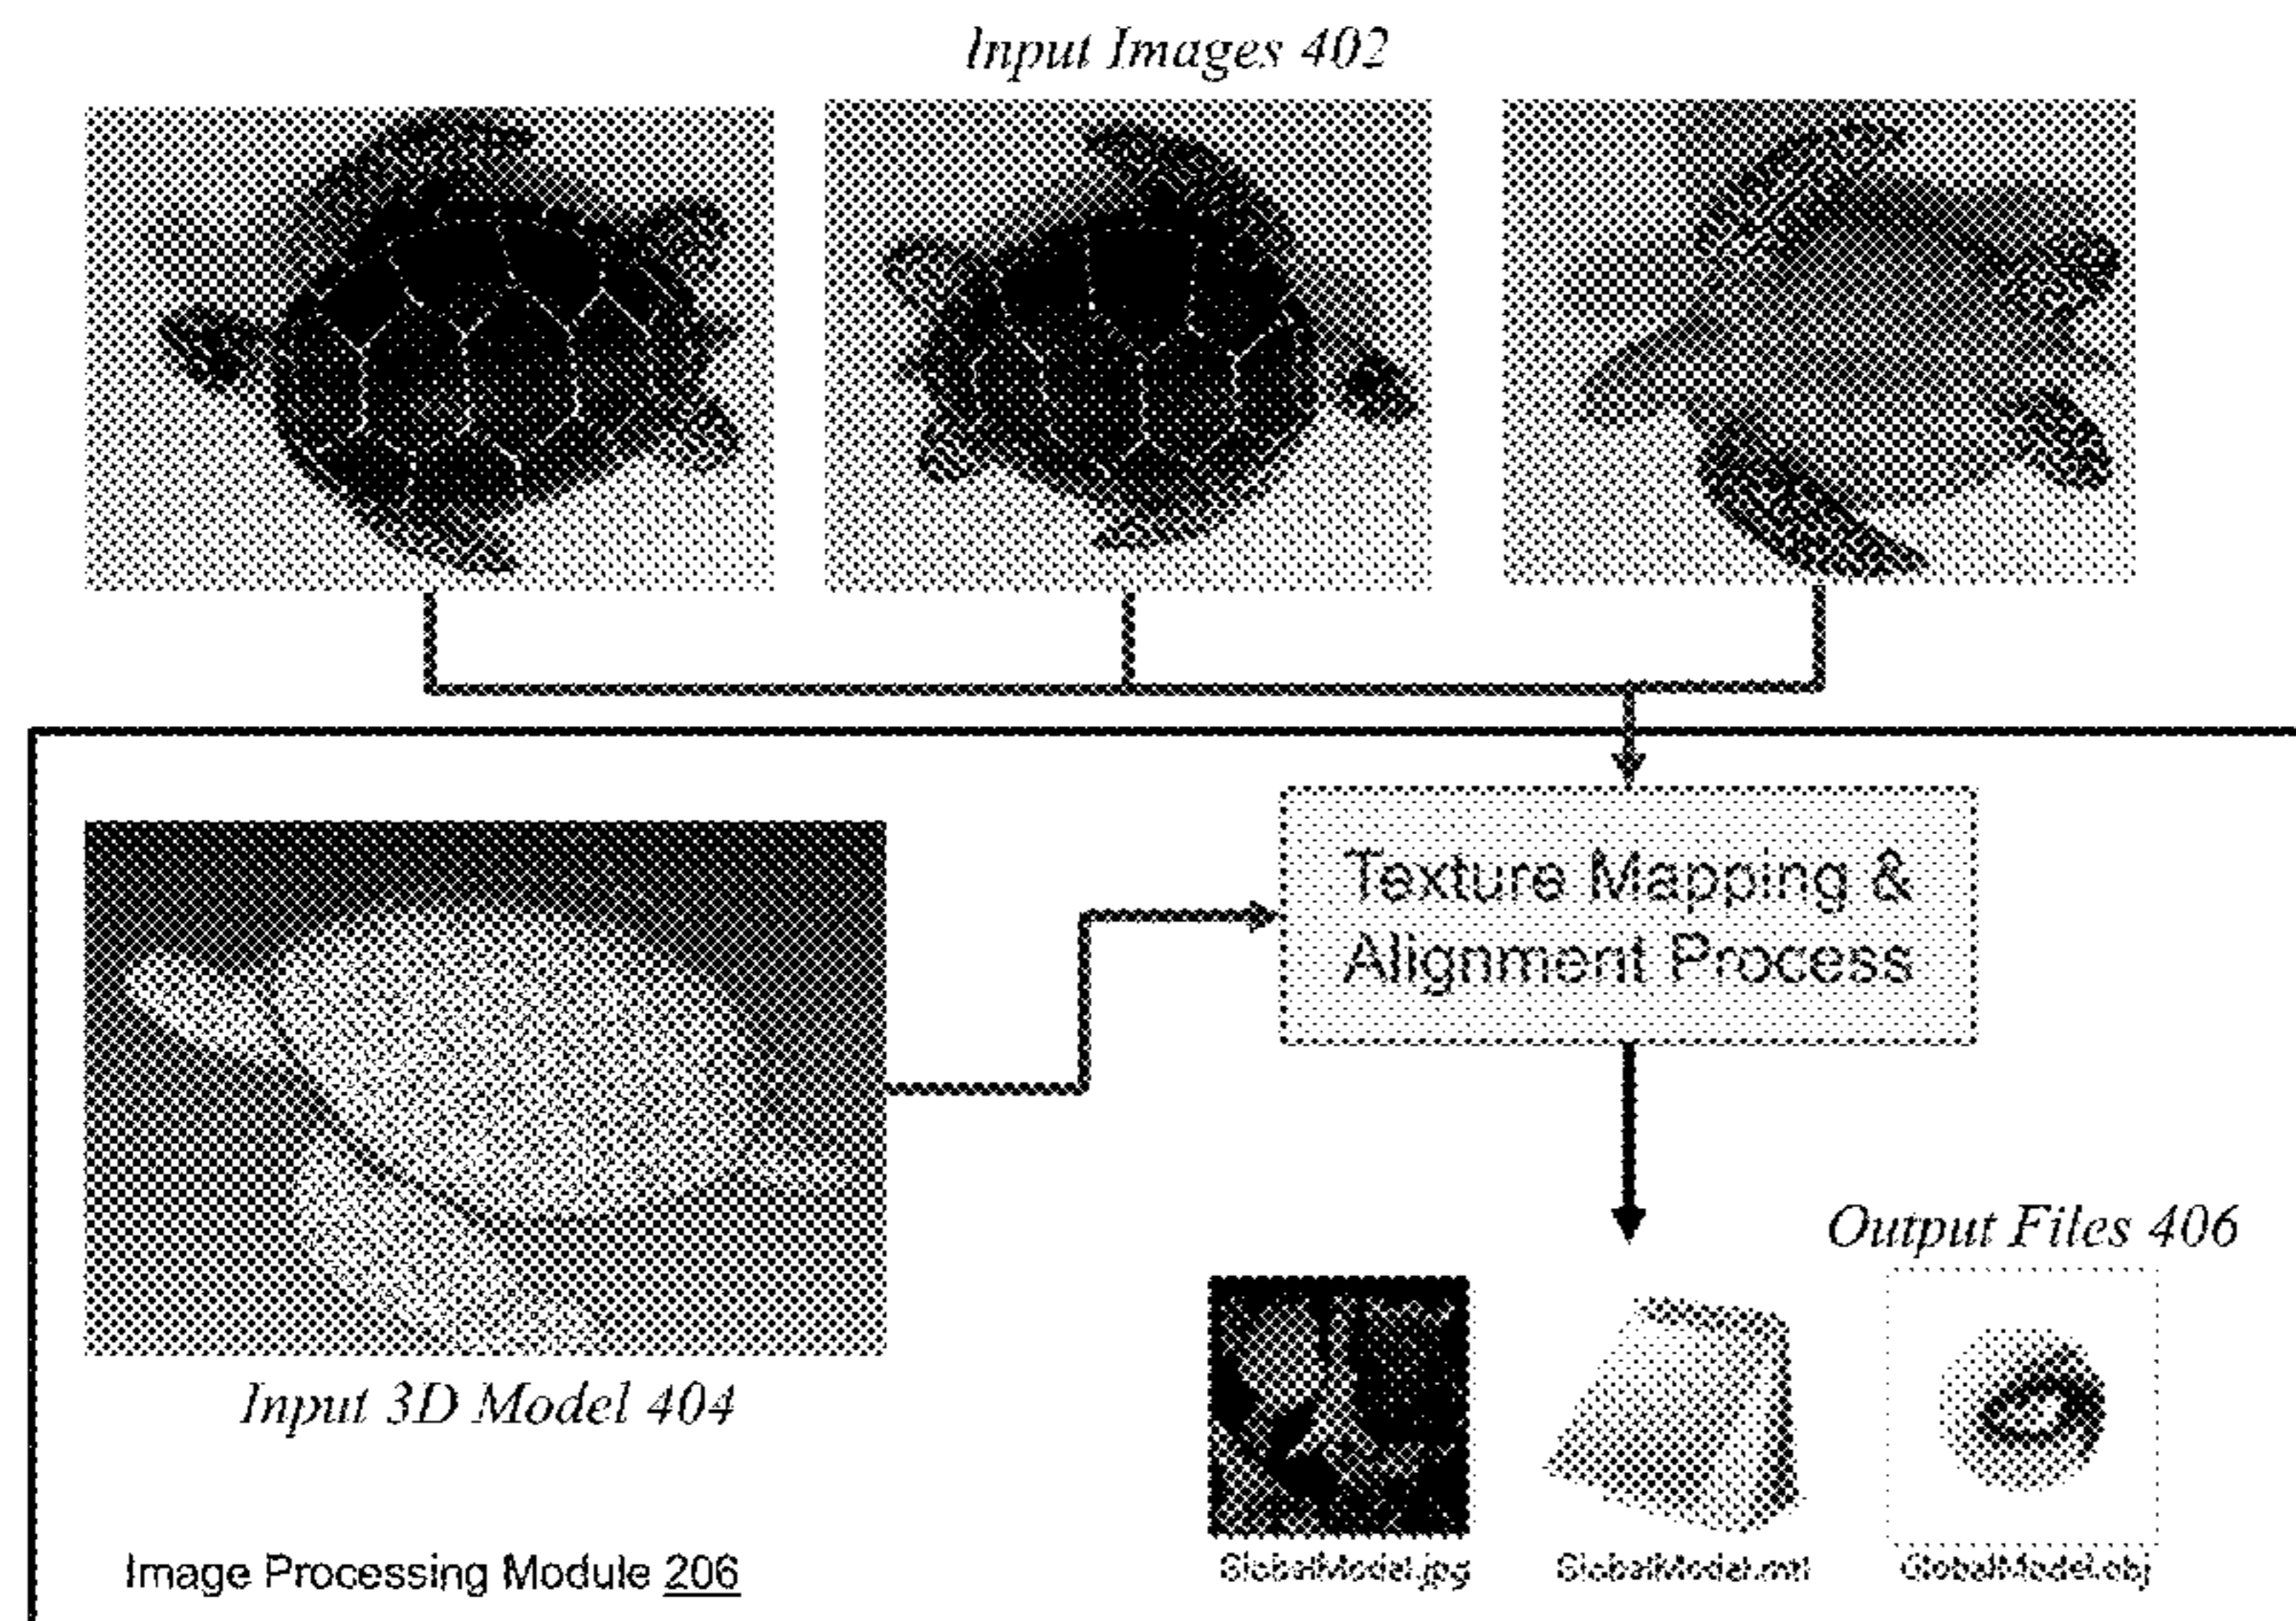 Input Images 402
Texture Mapping &
Alignment Process
Output Files 406
Input 3D Model 404
GlobalModel.jpg
GlobalModel.mtl
GlobalModel.obj
Image Processing Module 206